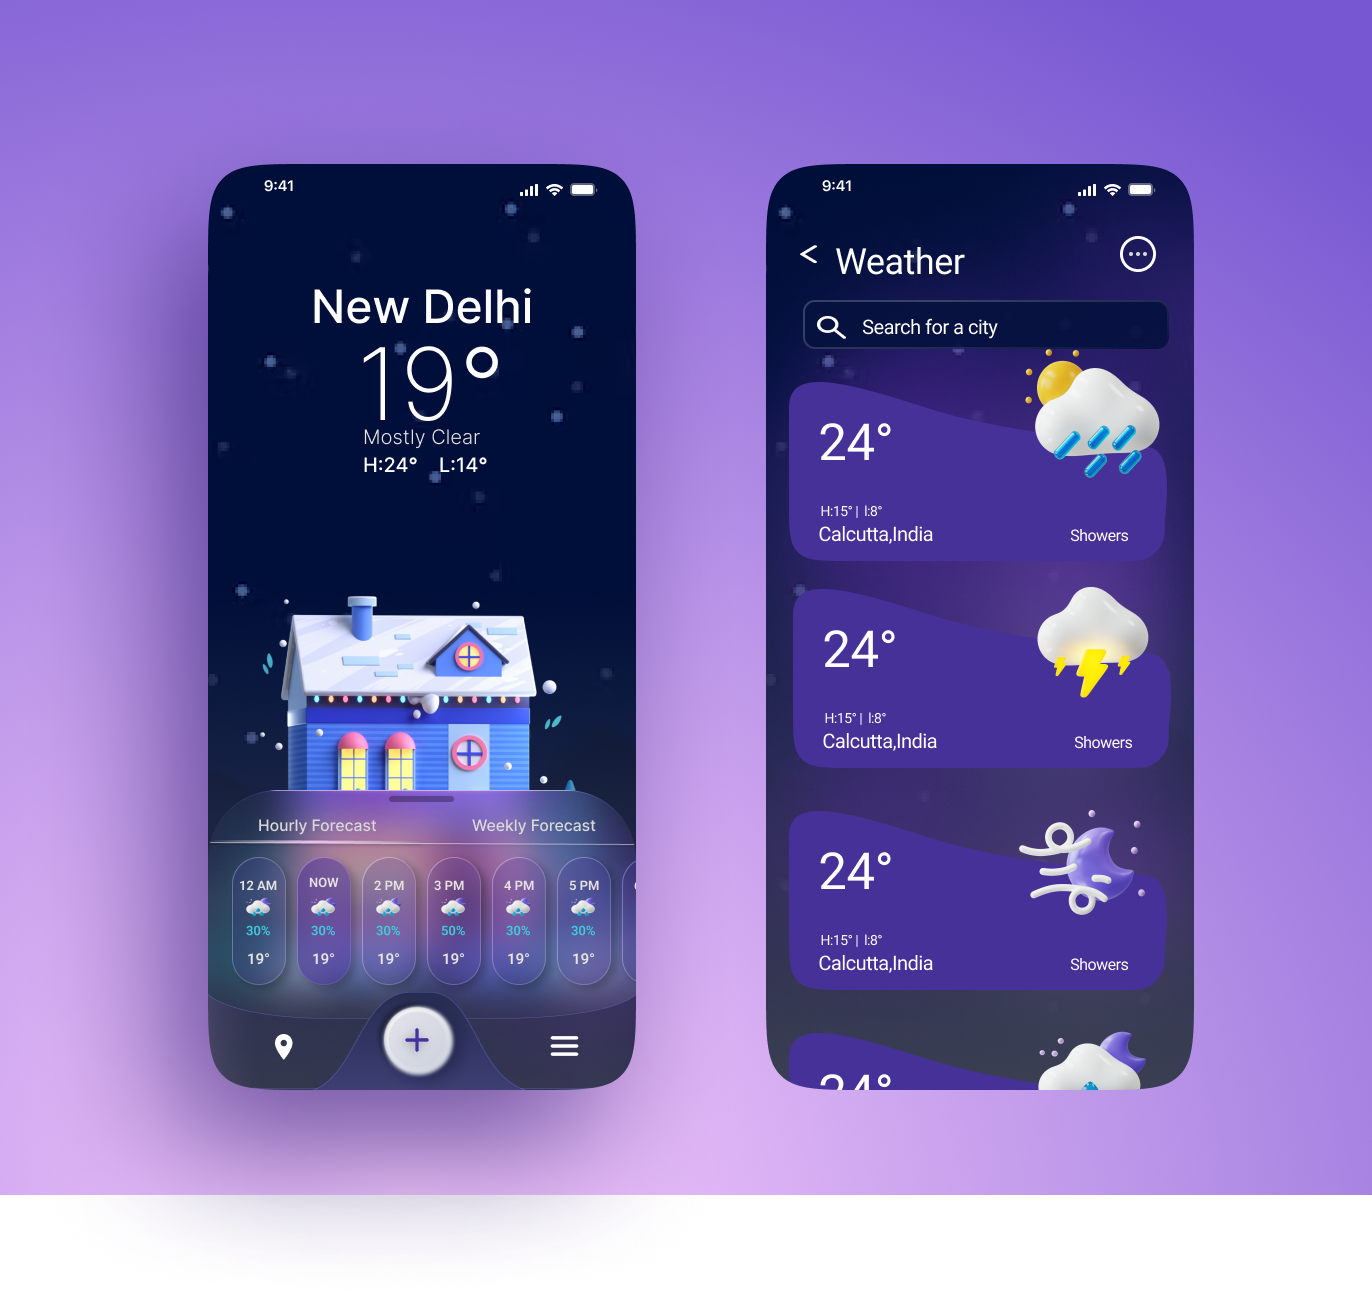 9:41
New Delhi
19°
Mostly Clear
H:24° L:14°
Hourly Forecast Weekly Forecast
12 AM NOW 2 PM 3 PM 4 PM 5 PM
30% 30% 30% 50% 30% 30%
19° 19° 19° 19° 19° 19°
9:41
< Weather
Search for a city
24°
H:15° | l:8°
Calcutta,India Showers
24°
H:15° | l:8°
Calcutta,India Showers
24°
H:15° | l:8°
Calcutta,India Showers
24°